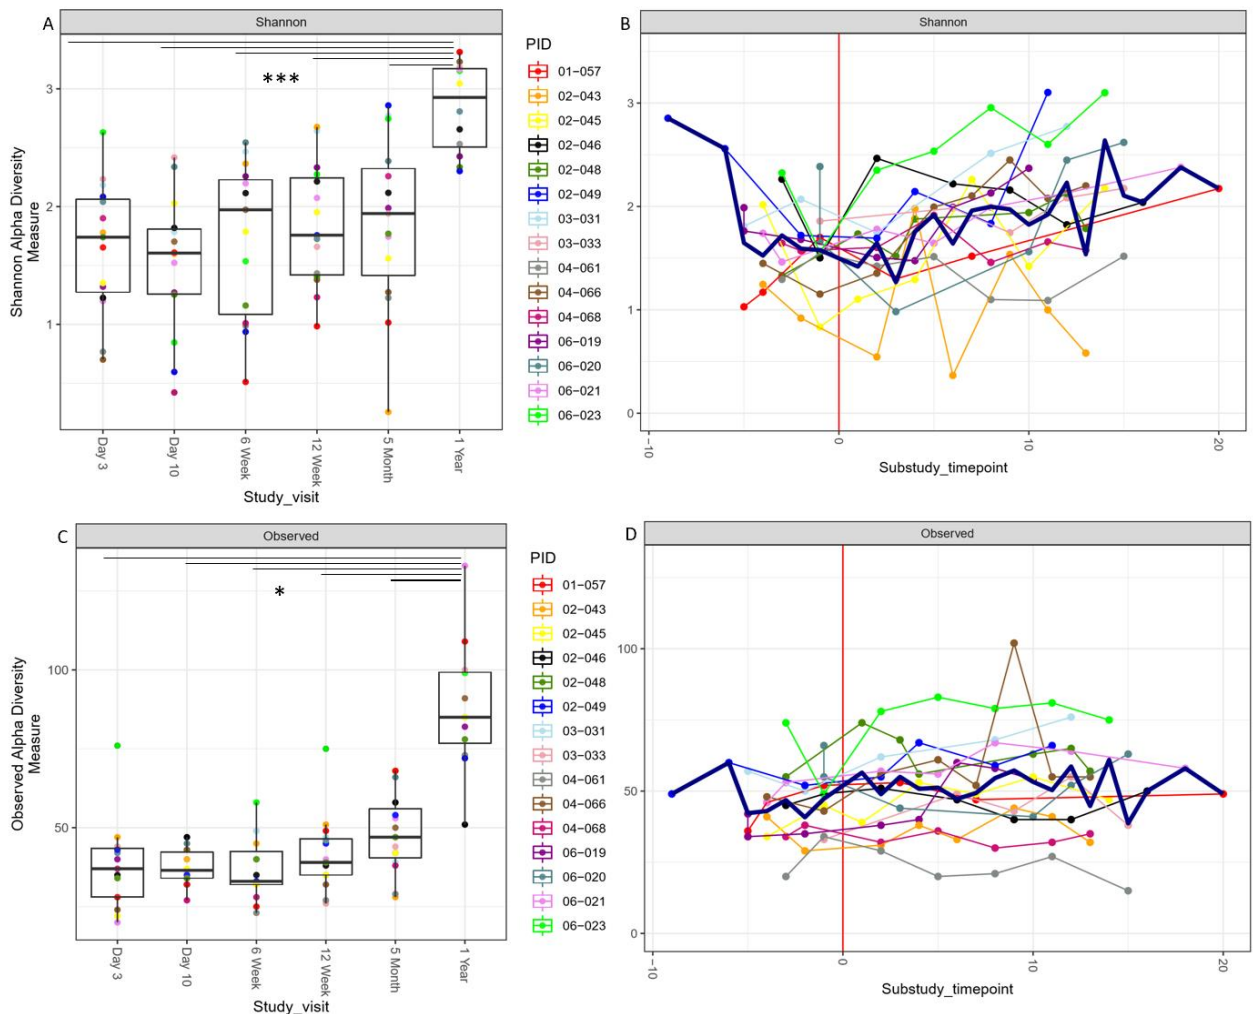 A
Shannon
Shannon Alpha Diversity
Measure
3
2
1
***
Day 3
Day 10
6 Week
12 Week
5 Month
1 Year
Study_visit
PID
01−057
02−043
02−045
02−046
02−048
02−049
03−031
03−033
04−061
04−066
04−068
06−019
06−020
06−021
06−023
B
Shannon
3
2
1
0
−10
0
10
20
Substudy_timepoint
C
Observed
Observed Alpha Diversity
Measure
100
50
*
Day 3
Day 10
6 Week
12 Week
5 Month
1 Year
Study_visit
PID
01−057
02−043
02−045
02−046
02−048
02−049
03−031
03−033
04−061
04−066
04−068
06−019
06−020
06−021
06−023
D
Observed
100
50
0
−10
0
10
20
Substudy_timepoint